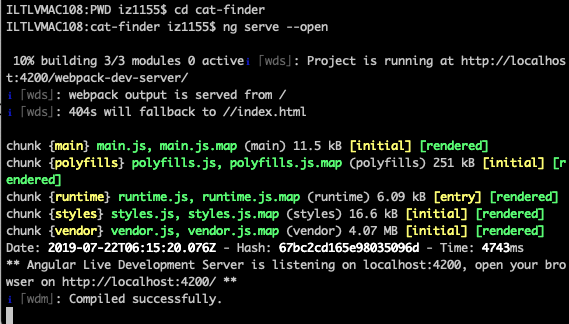 ILTLVMAC108:PWD iz1155$ cd cat-finder
ILTLVMAC108:cat-finder iz1155$ ng serve --open
10% building 3/3 modules 0 activeℹ ｢wds｣: Project is running at http://localhos
t:4200/webpack-dev-server/
ℹ ｢wds｣: webpack output is served from /
ℹ ｢wds｣: 404s will fallback to //index.html
chunk {main} main.js, main.js.map (main) 11.5 kB [initial] [rendered]
chunk {polyfills} polyfills.js, polyfills.js.map (polyfills) 251 kB [initial] [r
endered]
chunk {runtime} runtime.js, runtime.js.map (runtime) 6.09 kB [entry] [rendered]
chunk {styles} styles.js, styles.js.map (styles) 16.6 kB [initial] [rendered]
chunk {vendor} vendor.js, vendor.js.map (vendor) 4.07 MB [initial] [rendered]
Date: 2019-07-22T06:15:20.076Z - Hash: 67bc2cd165e98035096d - Time: 4743ms
** Angular Live Development Server is listening on localhost:4200, open your bro
wser on http://localhost:4200/ **
ℹ ｢wdm｣: Compiled successfully.